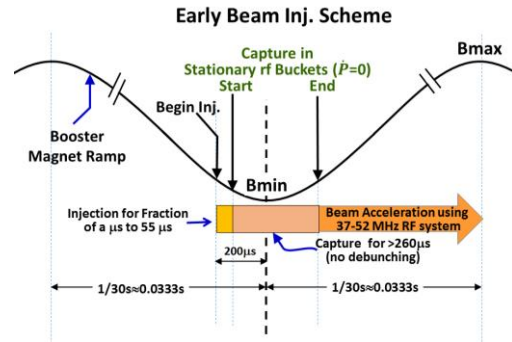 Early Beam Inj. Scheme
Capture in
Stationary rf Buckets (Ṗ=0)
Start
End
Bmax
Begin Inj.
Booster
Magnet Ramp
Bmin
Injection for Fraction
of a µs to 55 µs
Beam Acceleration using
37-52 MHz RF system
200µs
Capture for >260µs
(no debunching)
1/30s≈0.0333s
1/30s≈0.0333s